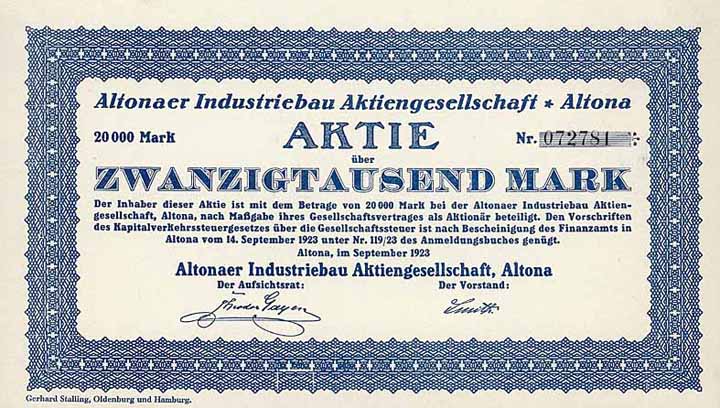 Altonaer Industriebau Aktiengesellschaft * Altona
20 000 Mark AKTIE Nr. 072781
über
ZWANZIGTAUSEND MARK
Der Inhaber dieser Aktie ist mit dem Betrage von 20 000 Mark bei der Altonaer Industriebau Aktien-
gesellschaft, Altona, nach Maßgabe ihres Gesellschaftsvertrages als Aktionär beteiligt. Den Vorschriften
des Kapitalverkehrssteuergesetzes über die Gesellschaftssteuer ist nach Bescheinigung des Finanzamts in
Altona vom 14. September 1923 unter Nr. 119/23 des Anmeldungsbuches genügt.
Altona, im September 1923
Altonaer Industriebau Aktiengesellschaft, Altona
Der Aufsichtsrat: Der Vorstand:
Theodor Gayen Smith
Gerhard Stalling, Oldenburg und Hamburg.